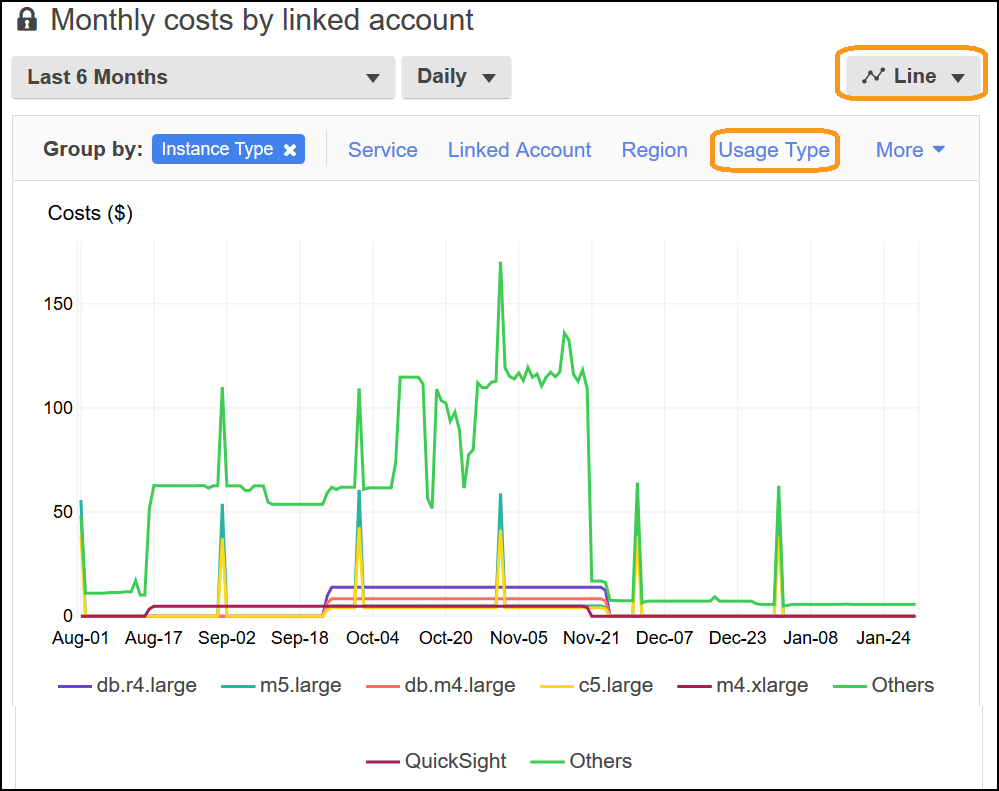 Monthly costs by linked account
Last 6 Months Daily Line
Group by: Instance Type Service Linked Account Region Usage Type More
Costs ($)
150
100
50
0
Aug-01 Aug-17 Sep-02 Sep-18 Oct-04 Oct-20 Nov-05 Nov-21 Dec-07 Dec-23 Jan-08 Jan-24
db.r4.large m5.large db.m4.large c5.large m4.xlarge Others
QuickSight Others